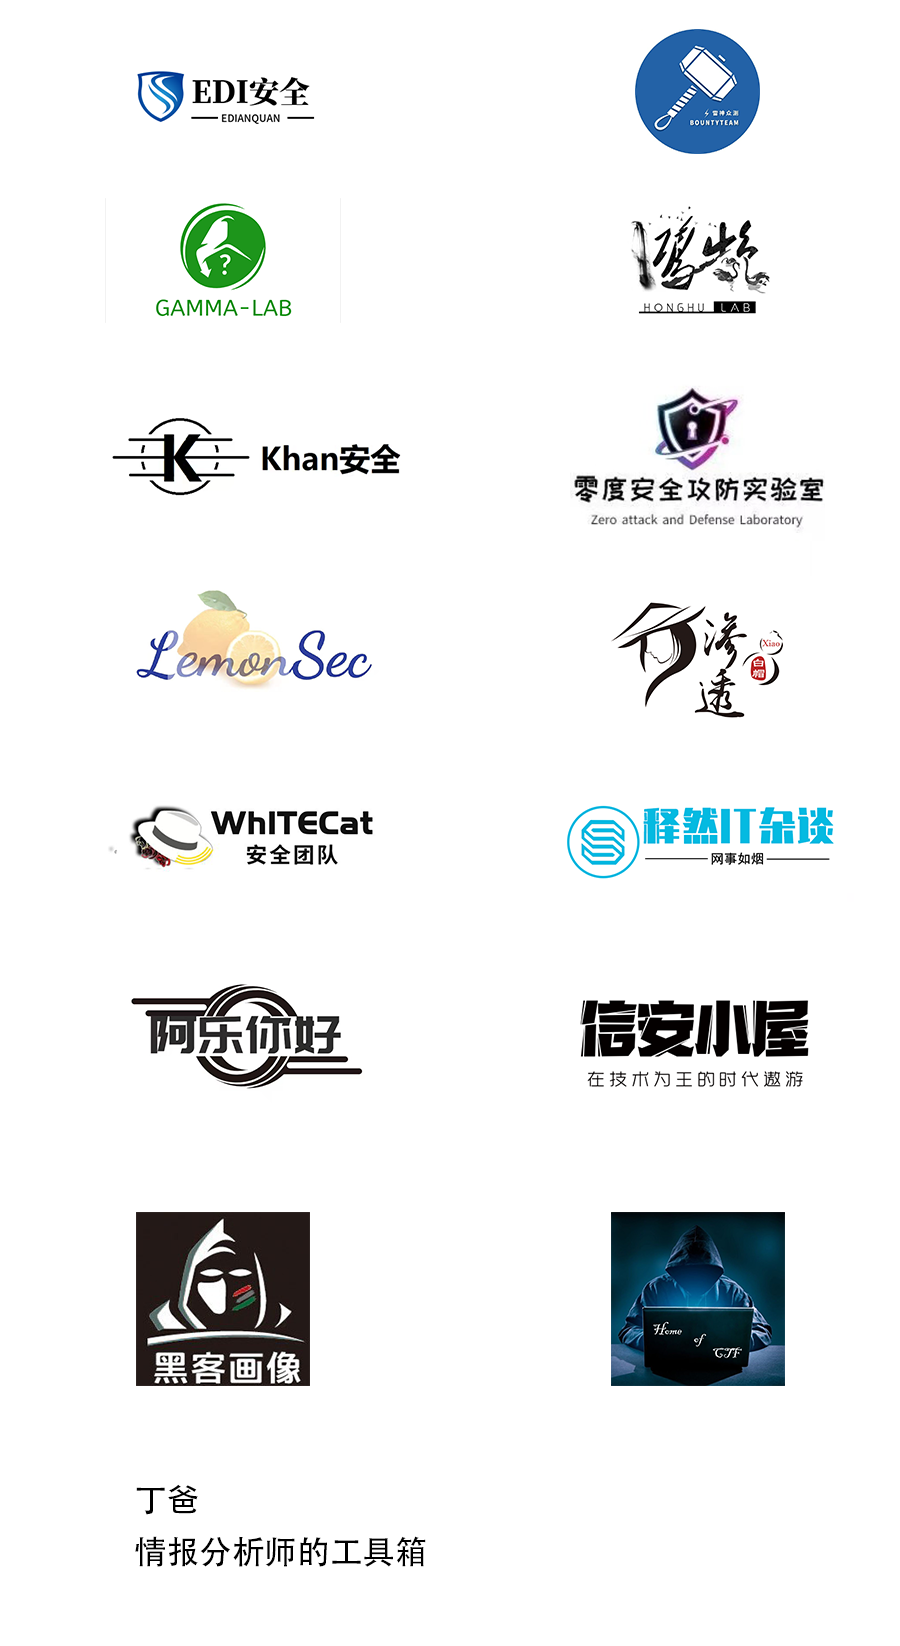 EDI安全
EDIANQUAN
雷神众测
BOUNTYTEAM
?
GAMMA-LAB
HONGHU LAB
K
Khan安全
零度安全攻防实验室
Zero attack and Defense Laboratory
LemonSec
渗透
Xiao
白帽
WhITECat
安全团队
释然IT杂谈
网事如烟
阿乐你好
信安小屋
在技术为王的时代遨游
黑客画像
Home
of
CTF
丁爸
情报分析师的工具箱